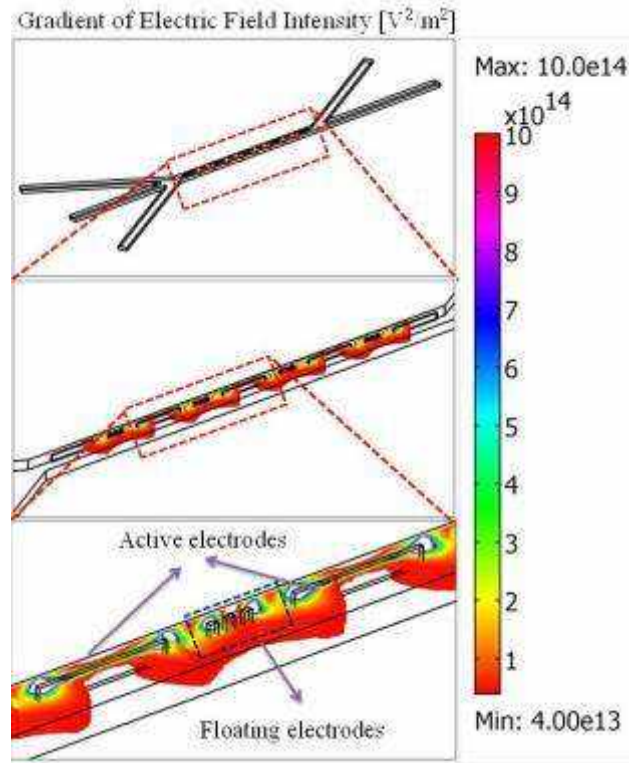 Gradient of Electric Field Intensity [V²/m²]
Max: 10.0e14
x10¹⁴
10
9
8
7
6
5
4
3
2
1
Min: 4.00e13
Active electrodes
Floating electrodes